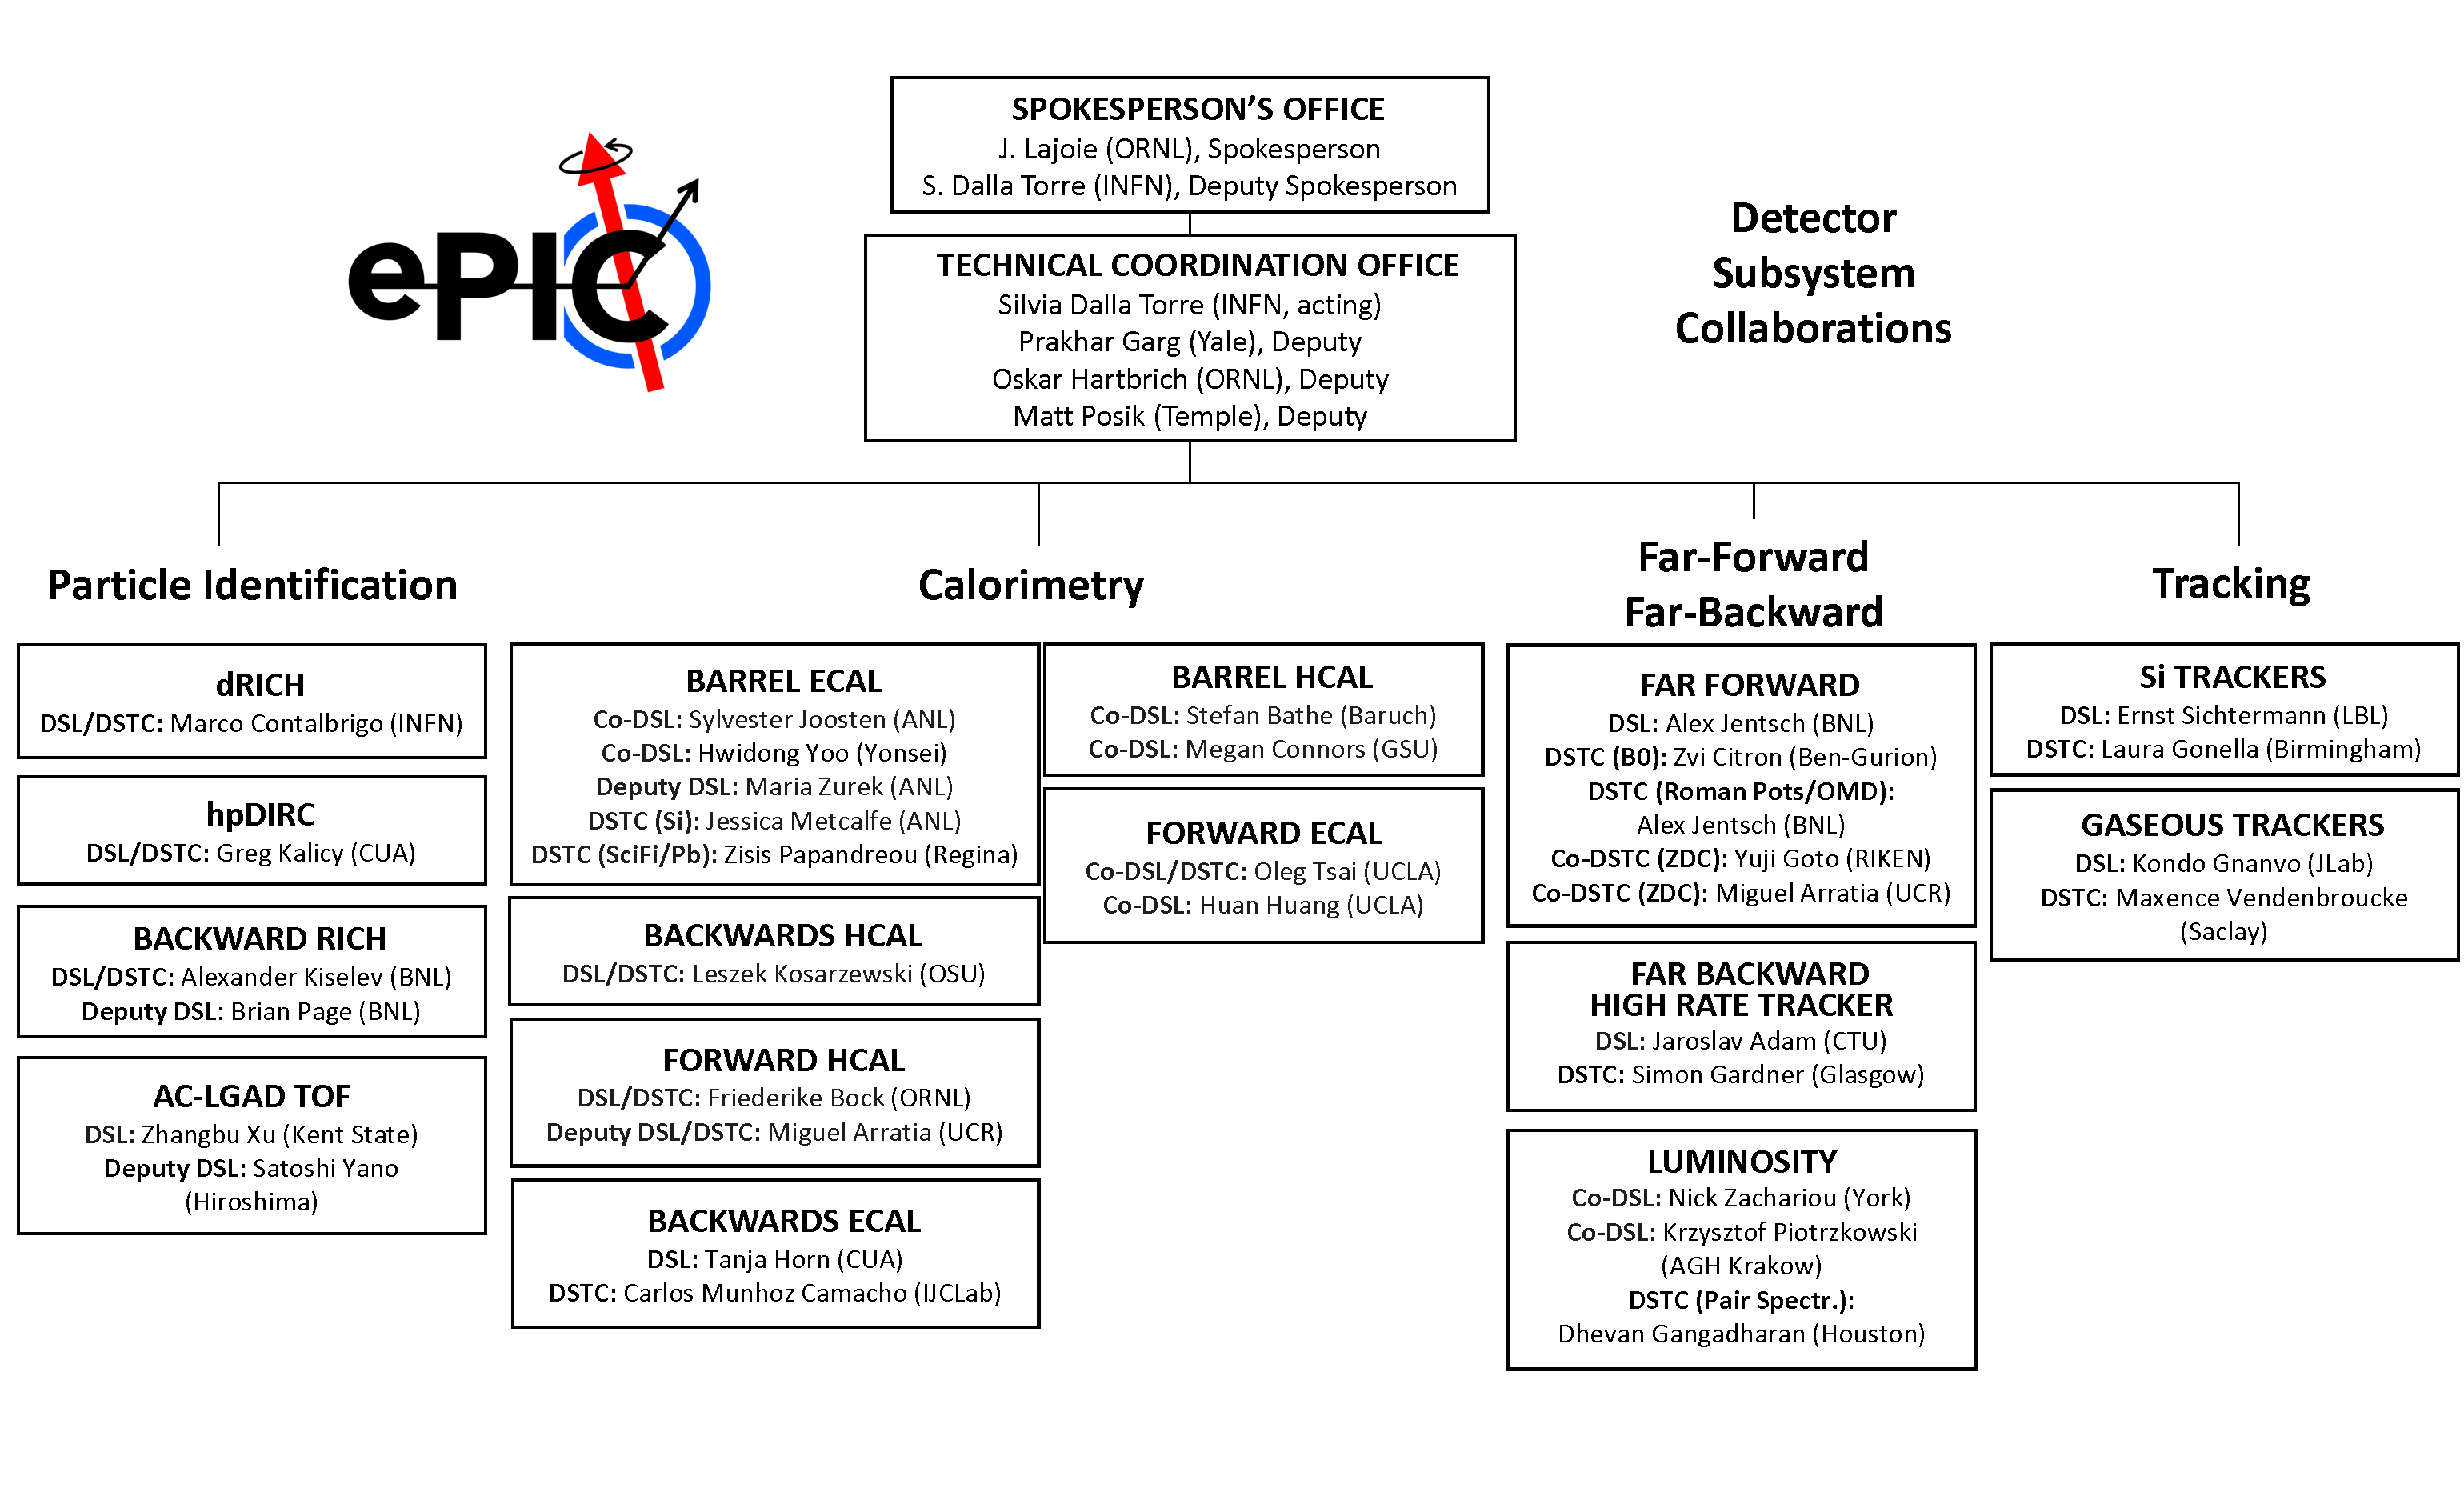 SPOKESPERSON’S OFFICE
J. Lajoie (ORNL), Spokesperson
S. Dalla Torre (INFN), Deputy Spokesperson
ePIC
TECHNICAL COORDINATION OFFICE
Silvia Dalla Torre (INFN, acting)
Prakhar Garg (Yale), Deputy
Oskar Hartbrich (ORNL), Deputy
Matt Posik (Temple), Deputy
Detector
Subsystem
Collaborations
Particle Identification
dRICH
DSL/DSTC: Marco Contalbrigo (INFN)
hpDIRC
DSL/DSTC: Greg Kalicy (CUA)
BACKWARD RICH
DSL/DSTC: Alexander Kiselev (BNL)
Deputy DSL: Brian Page (BNL)
AC-LGAD TOF
DSL: Zhangbu Xu (Kent State)
Deputy DSL: Satoshi Yano
(Hiroshima)
Calorimetry
BARREL ECAL
Co-DSL: Sylvester Joosten (ANL)
Co-DSL: Hwidong Yoo (Yonsei)
Deputy DSL: Maria Zurek (ANL)
DSTC (Si): Jessica Metcalfe (ANL)
DSTC (SciFi/Pb): Zisis Papandreou (Regina)
BACKWARDS HCAL
DSL/DSTC: Leszek Kosarzewski (OSU)
FORWARD HCAL
DSL/DSTC: Friederike Bock (ORNL)
Deputy DSL/DSTC: Miguel Arratia (UCR)
BACKWARDS ECAL
DSL: Tanja Horn (CUA)
DSTC: Carlos Munhoz Camacho (IJCLab)
BARREL HCAL
Co-DSL: Stefan Bathe (Baruch)
Co-DSL: Megan Connors (GSU)
FORWARD ECAL
Co-DSL/DSTC: Oleg Tsai (UCLA)
Co-DSL: Huan Huang (UCLA)
Far-Forward
Far-Backward
FAR FORWARD
DSL: Alex Jentsch (BNL)
DSTC (B0): Zvi Citron (Ben-Gurion)
DSTC (Roman Pots/OMD):
Alex Jentsch (BNL)
Co-DSTC (ZDC): Yuji Goto (RIKEN)
Co-DSTC (ZDC): Miguel Arratia (UCR)
FAR BACKWARD
HIGH RATE TRACKER
DSL: Jaroslav Adam (CTU)
DSTC: Simon Gardner (Glasgow)
LUMINOSITY
Co-DSL: Nick Zachariou (York)
Co-DSL: Krzysztof Piotrzkowski
(AGH Krakow)
DSTC (Pair Spectr.):
Dhevan Gangadharan (Houston)
Tracking
Si TRACKERS
DSL: Ernst Sichtermann (LBL)
DSTC: Laura Gonella (Birmingham)
GASEOUS TRACKERS
DSL: Kondo Gnanvo (JLab)
DSTC: Maxence Vendenbroucke
(Saclay)